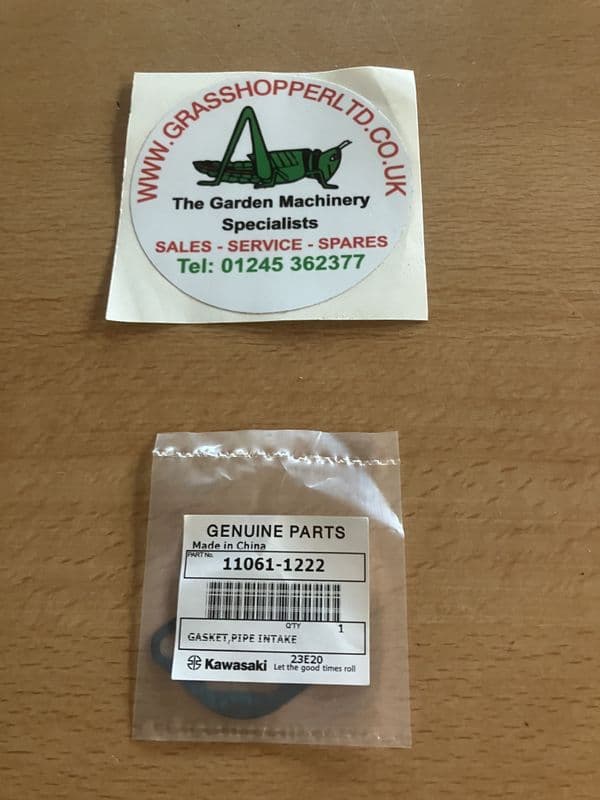 WWW.GRASSHOPPERLTD.CO.UK
The Garden Machinery
Specialists
SALES - SERVICE - SPARES
Tel: 01245 362377
GENUINE PARTS
Made in China
PART No.
11061-1222
Q'TY
1
GASKET,PIPE INTAKE
23E20
Kawasaki Let the good times roll